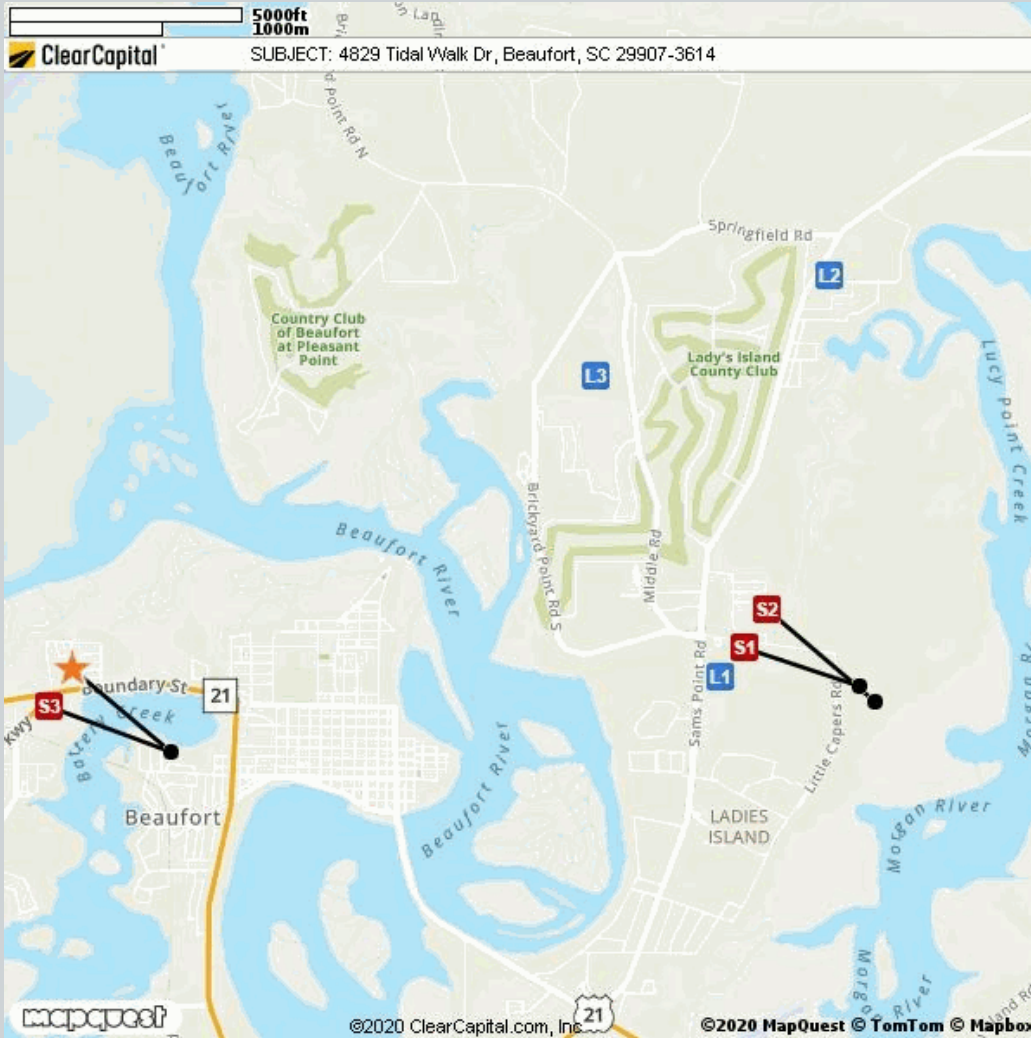 5000ft
1000m
ClearCapital
SUBJECT: 4829 Tidal Walk Dr, Beaufort, SC 29907-3614
Beaufort River
d Point Rd N
Springfield Rd
L2
Country Club
of Beaufort
at Pleasant
Point
Lady's Island
County Club
L3
Lucy Point Creek
Brickyard Point Rd S
Beaufort River
Middle Rd
S2
S1
L1
Sams Point Rd
Boundary St
21
S3
kwy
Battery Creek
Little Capers Rd
Beaufort River
Beaufort
LADIES
ISLAND
Morgan River
Morgan River
21
mapquest
©2020 ClearCapital.com, Inc
©2020 MapQuest © TomTom © Mapbox